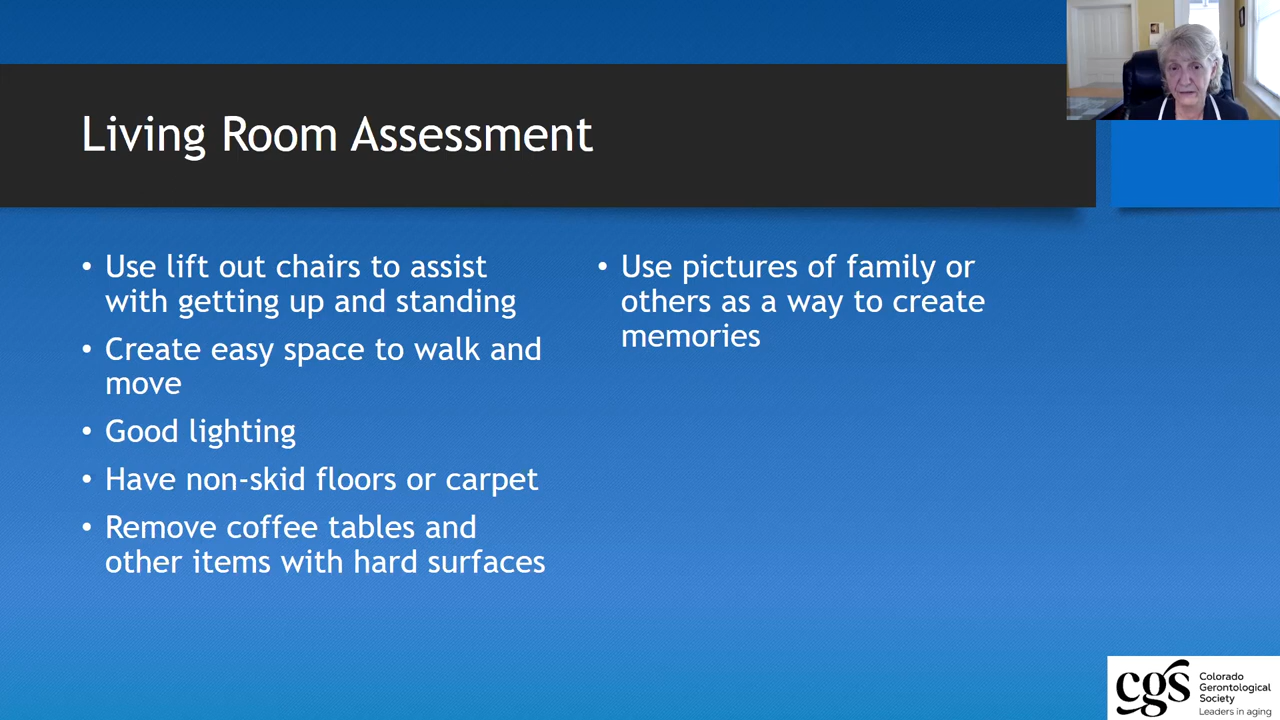 Living Room Assessment
• Use lift out chairs to assist
with getting up and standing
• Create easy space to walk and
move
• Good lighting
• Have non-skid floors or carpet
• Remove coffee tables and
other items with hard surfaces
• Use pictures of family or
others as a way to create
memories
cgs
Colorado
Gerontological
Society
Leaders in aging